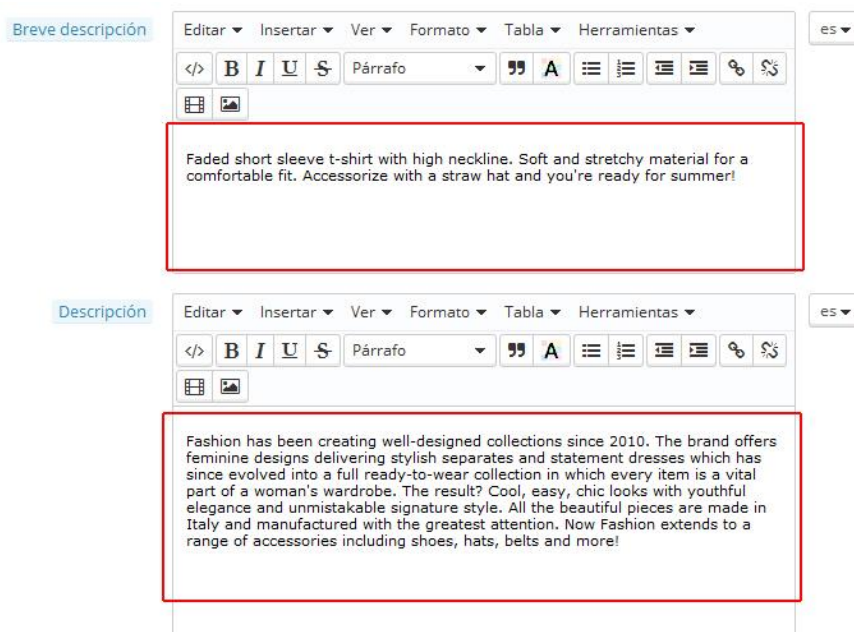 Breve descripción
Editar Insertar Ver Formato Tabla Herramientas
es
</> B I U S Párrafo A
Faded short sleeve t-shirt with high neckline. Soft and stretchy material for a
comfortable fit. Accessorize with a straw hat and you're ready for summer!
Descripción
Editar Insertar Ver Formato Tabla Herramientas
es
</> B I U S Párrafo A
Fashion has been creating well-designed collections since 2010. The brand offers
feminine designs delivering stylish separates and statement dresses which has
since evolved into a full ready-to-wear collection in which every item is a vital
part of a woman's wardrobe. The result? Cool, easy, chic looks with youthful
elegance and unmistakable signature style. All the beautiful pieces are made in
Italy and manufactured with the greatest attention. Now Fashion extends to a
range of accessories including shoes, hats, belts and more!